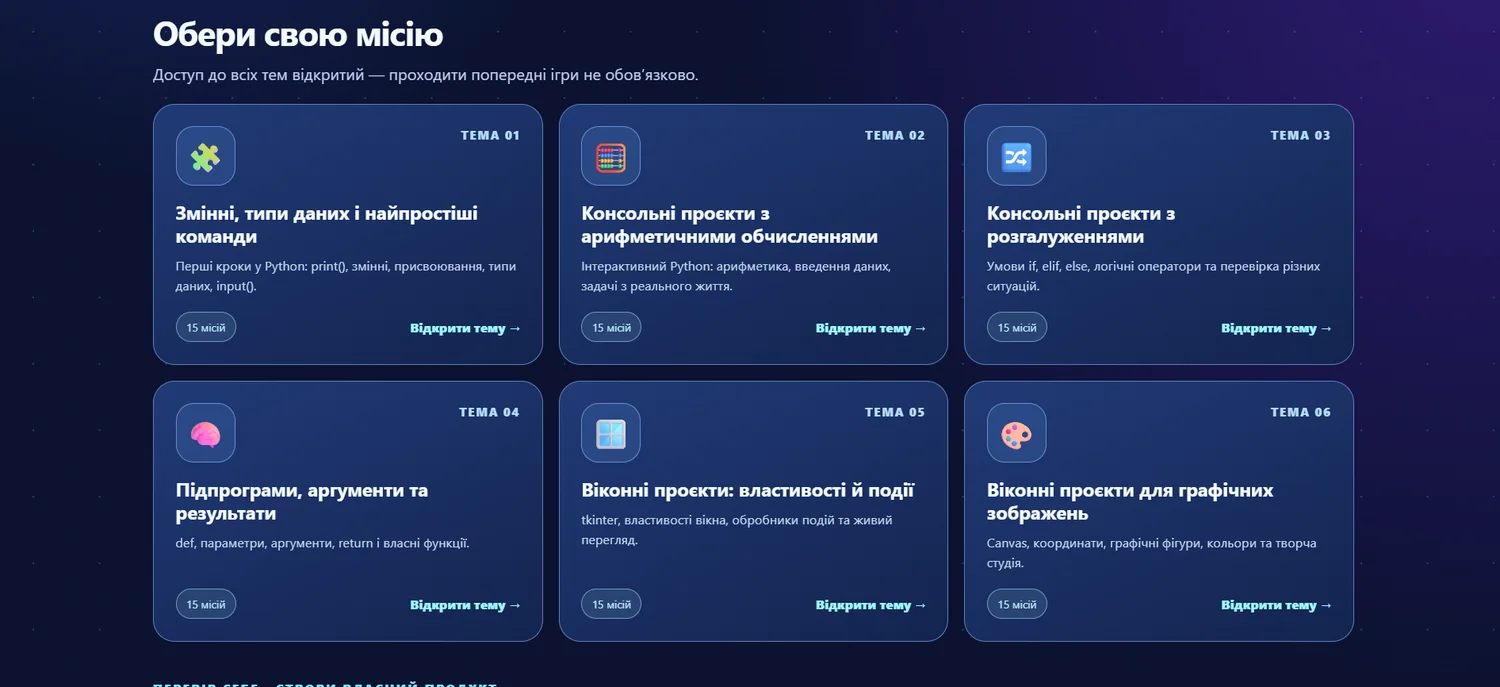 Обери свою місію
Доступ до всіх тем відкритий — проходити попередні ігри не обов’язково.
ТЕМА 01
Змінні, типи даних і найпростіші
команди
Перші кроки у Python: print(), змінні, присвоювання, типи
даних, input().
15 місій
Відкрити тему →
ТЕМА 02
Консольні проєкти з
арифметичними обчисленнями
Інтерактивний Python: арифметика, введення даних,
задачі з реального життя.
15 місій
Відкрити тему →
ТЕМА 03
Консольні проєкти з
розгалуженнями
Умови if, elif, else, логічні оператори та перевірка різних
ситуацій.
15 місій
Відкрити тему →
ТЕМА 04
Підпрограми, аргументи та
результати
def, параметри, аргументи, return і власні функції.
15 місій
Відкрити тему →
ТЕМА 05
Віконні проєкти: властивості й події
tkinter, властивості вікна, обробники подій та живий
перегляд.
15 місій
Відкрити тему →
ТЕМА 06
Віконні проєкти для графічних
зображень
Canvas, координати, графічні фігури, кольори та творча
студія.
15 місій
Відкрити тему →